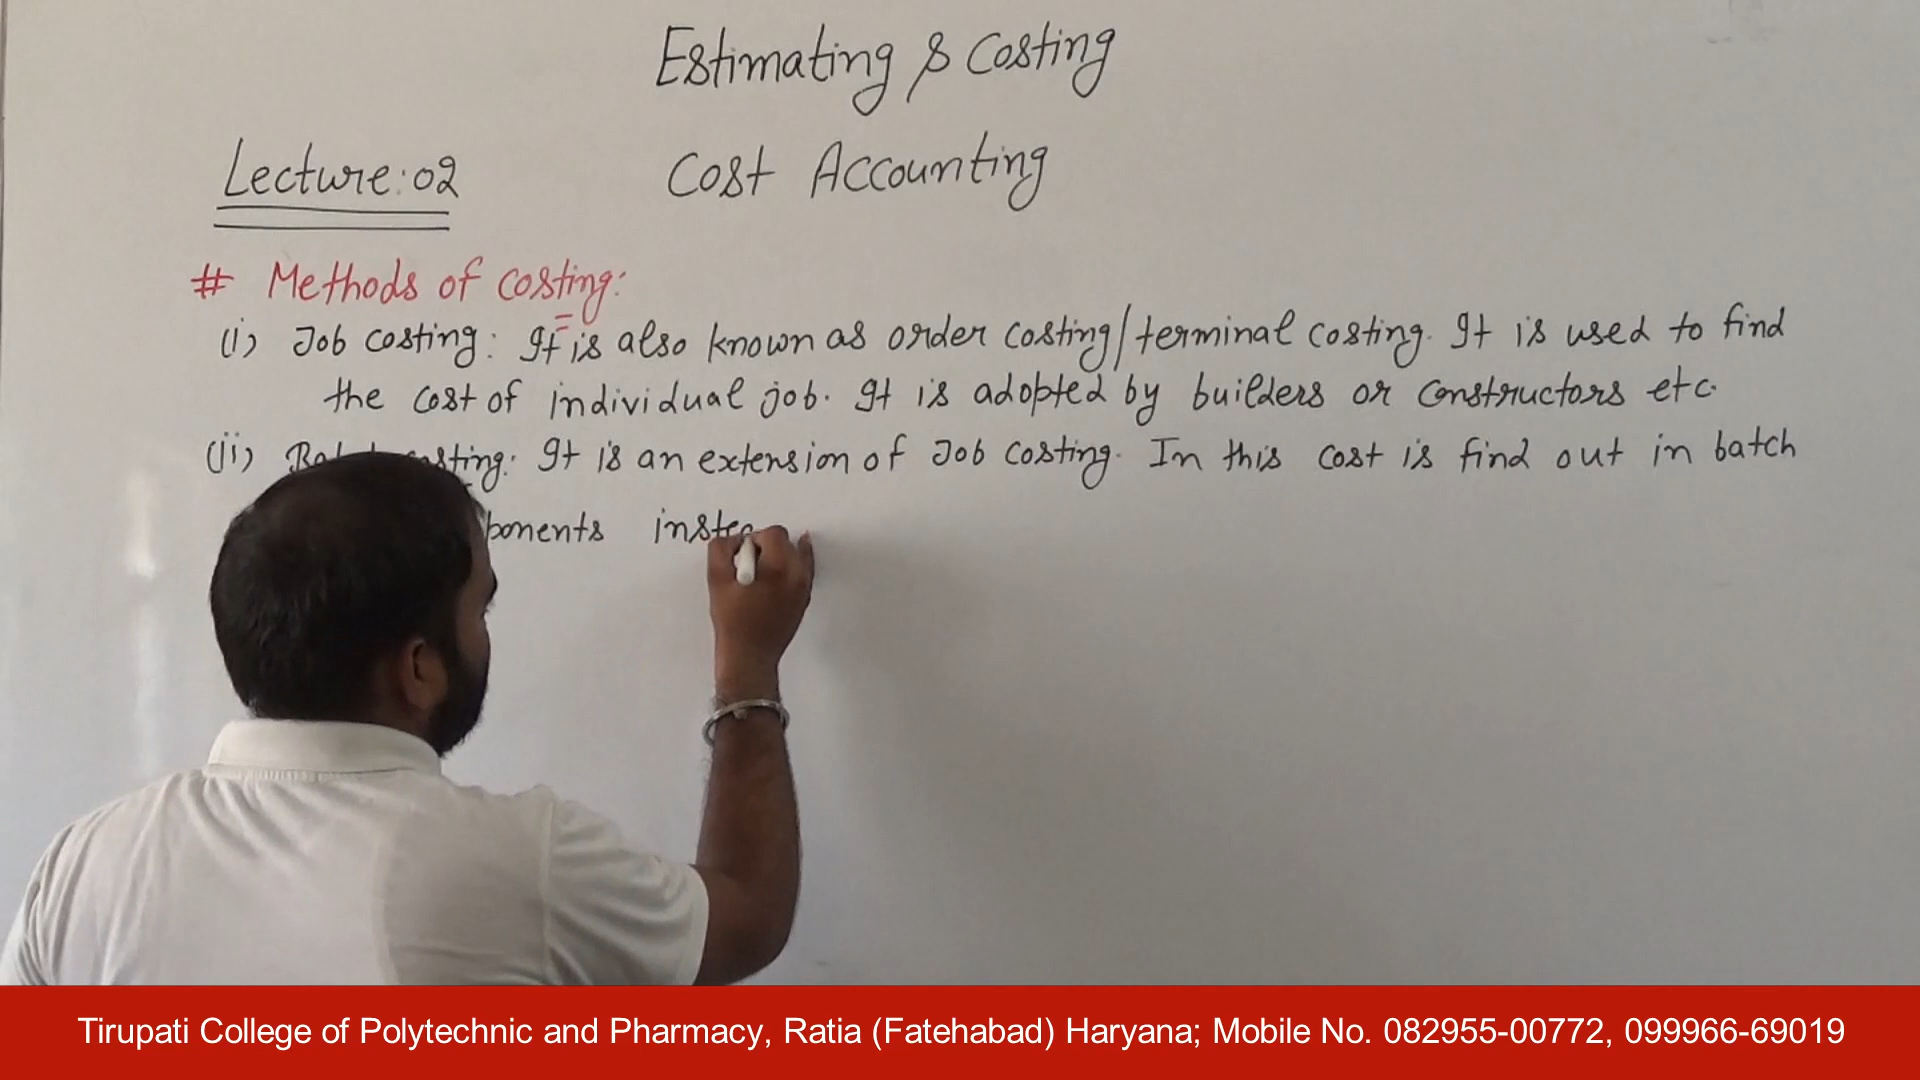 Estimating & Costing
Lecture:02 Cost Accounting
# Methods of costing:
(i) Job costing: It is also known as order costing/terminal costing. It is used to find
the cost of individual job. It is adopted by builders or constructors etc.
(ii) It is an extension of Job costing. In this cost is find out in batch
Tirupati College of Polytechnic and Pharmacy, Ratia (Fatehabad) Haryana; Mobile No. 082955-00772, 099966-69019